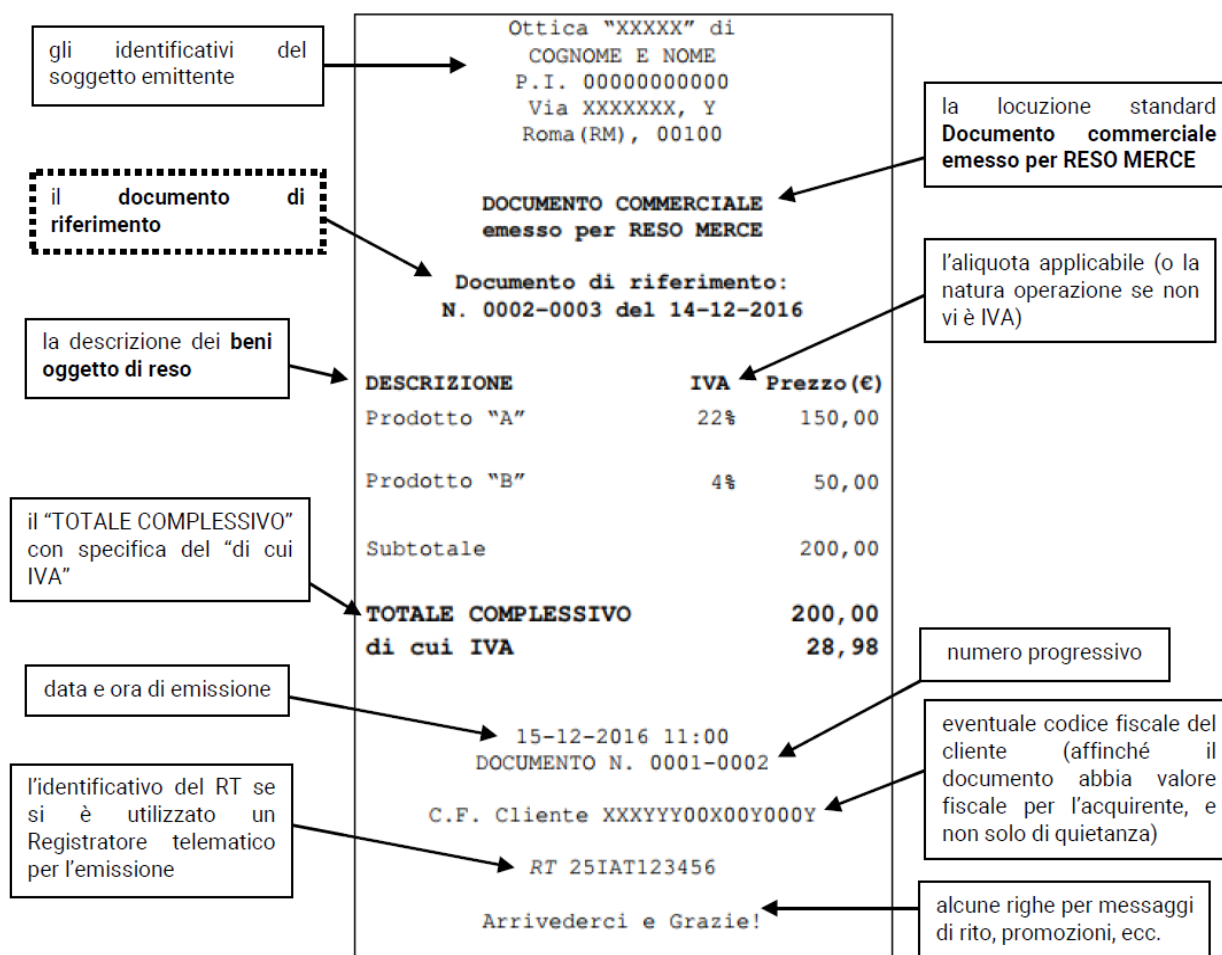 gli identificativi del
soggetto emittente
il documento di
riferimento
la descrizione dei beni
oggetto di reso
il “TOTALE COMPLESSIVO”
con specifica del “di cui
IVA”
data e ora di emissione
l’identificativo del RT se
si è utilizzato un
Registratore telematico
per l’emissione
Ottica “XXXXX” di
COGNOME E NOME
P.I. 00000000000
Via XXXXXXX, Y
Roma(RM), 00100
DOCUMENTO COMMERCIALE
emesso per RESO MERCE
Documento di riferimento:
N. 0002-0003 del 14-12-2016
DESCRIZIONE IVA Prezzo(€)
Prodotto “A” 22% 150,00
Prodotto “B” 4% 50,00
Subtotale 200,00
TOTALE COMPLESSIVO 200,00
di cui IVA 28,98
15-12-2016 11:00
DOCUMENTO N. 0001-0002
C.F. Cliente XXXYYY00X00Y000Y
RT 25IAT123456
Arrivederci e Grazie!
la locuzione standard
Documento commerciale
emesso per RESO MERCE
l’aliquota applicabile (o la
natura operazione se non
vi è IVA)
numero progressivo
eventuale codice fiscale del
cliente (affinché il
documento abbia valore
fiscale per l’acquirente, e
non solo di quietanza)
alcune righe per messaggi
di rito, promozioni, ecc.